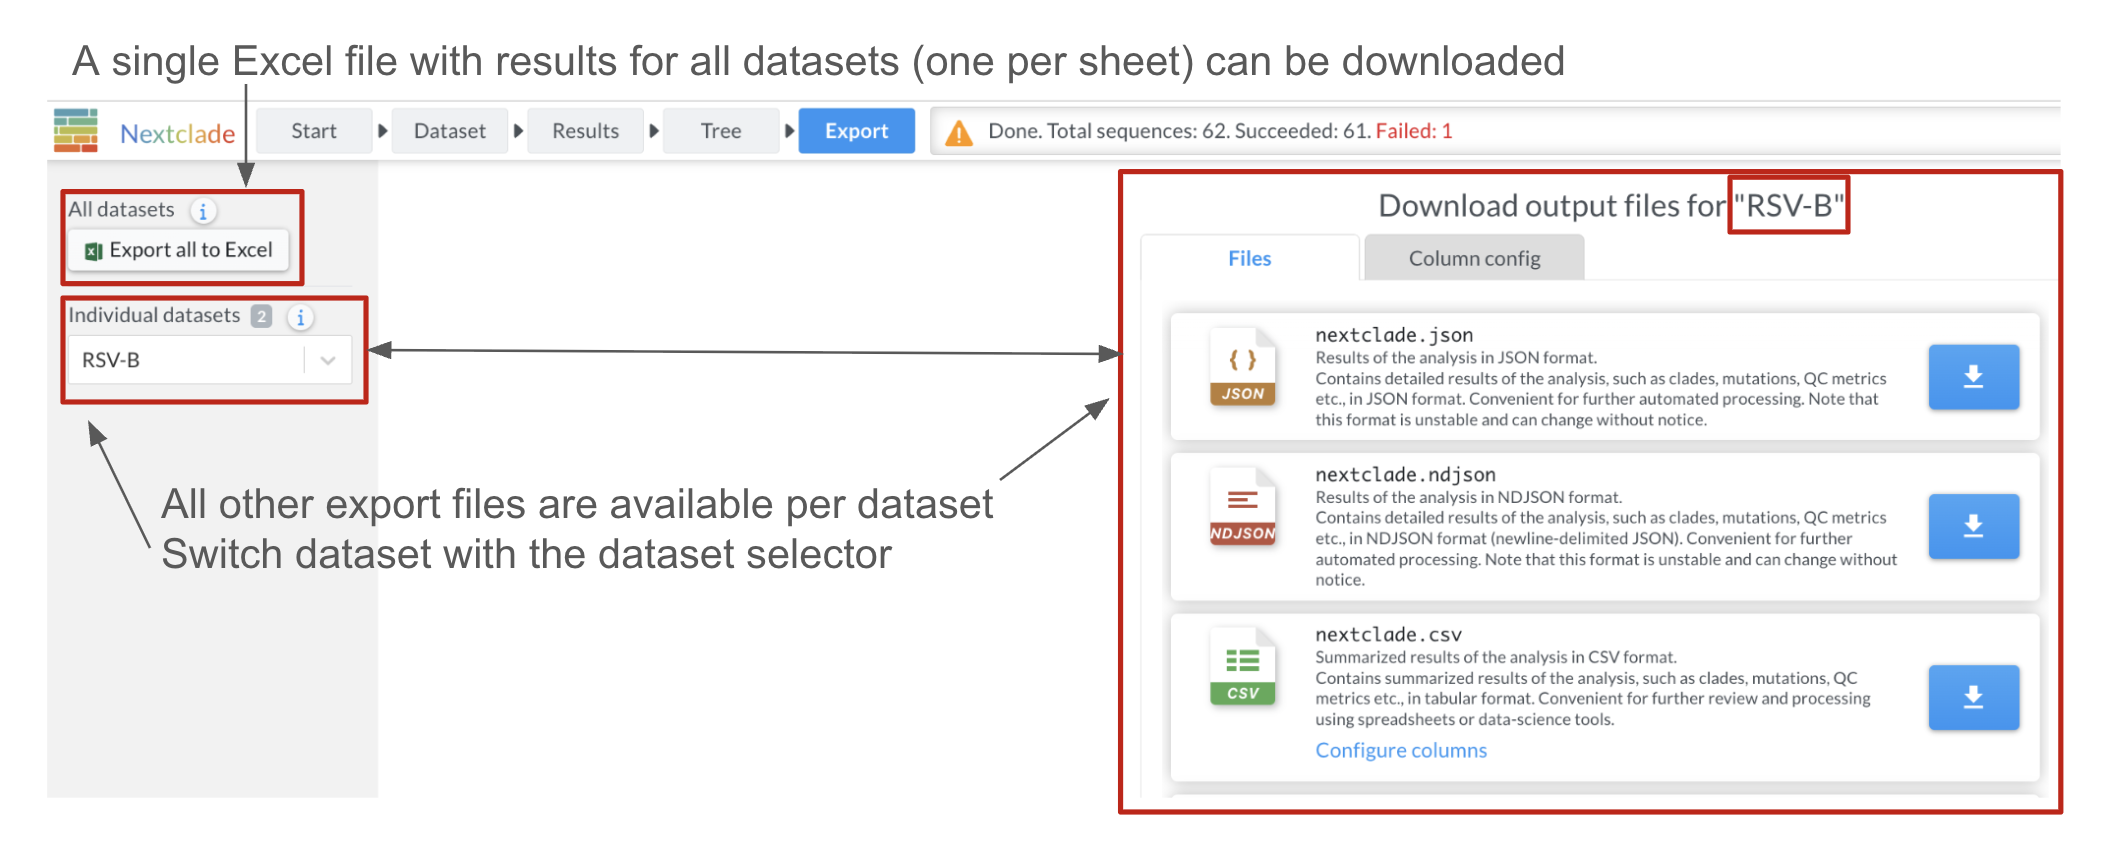 A single Excel file with results for all datasets (one per sheet) can be downloaded
Nextclade
Start
Dataset
Results
Tree
Export
Done. Total sequences: 62. Succeeded: 61. Failed: 1
All datasets i
Export all to Excel
Individual datasets 2 i
RSV-B
All other export files are available per dataset
Switch dataset with the dataset selector
Download output files for "RSV-B"
Files
Column config
JSON
nextclade.json
Results of the analysis in JSON format.
Contains detailed results of the analysis, such as clades, mutations, QC metrics
etc., in JSON format. Convenient for further automated processing. Note that
this format is unstable and can change without notice.
NDJSON
nextclade.ndjson
Results of the analysis in NDJSON format.
Contains detailed results of the analysis, such as clades, mutations, QC metrics
etc., in NDJSON format (newline-delimited JSON). Convenient for further
automated processing. Note that this format is unstable and can change without
notice.
CSV
nextclade.csv
Summarized results of the analysis in CSV format.
Contains summarized results of the analysis, such as clades, mutations, QC
metrics etc., in tabular format. Convenient for further review and processing
using spreadsheets or data-science tools.
Configure columns